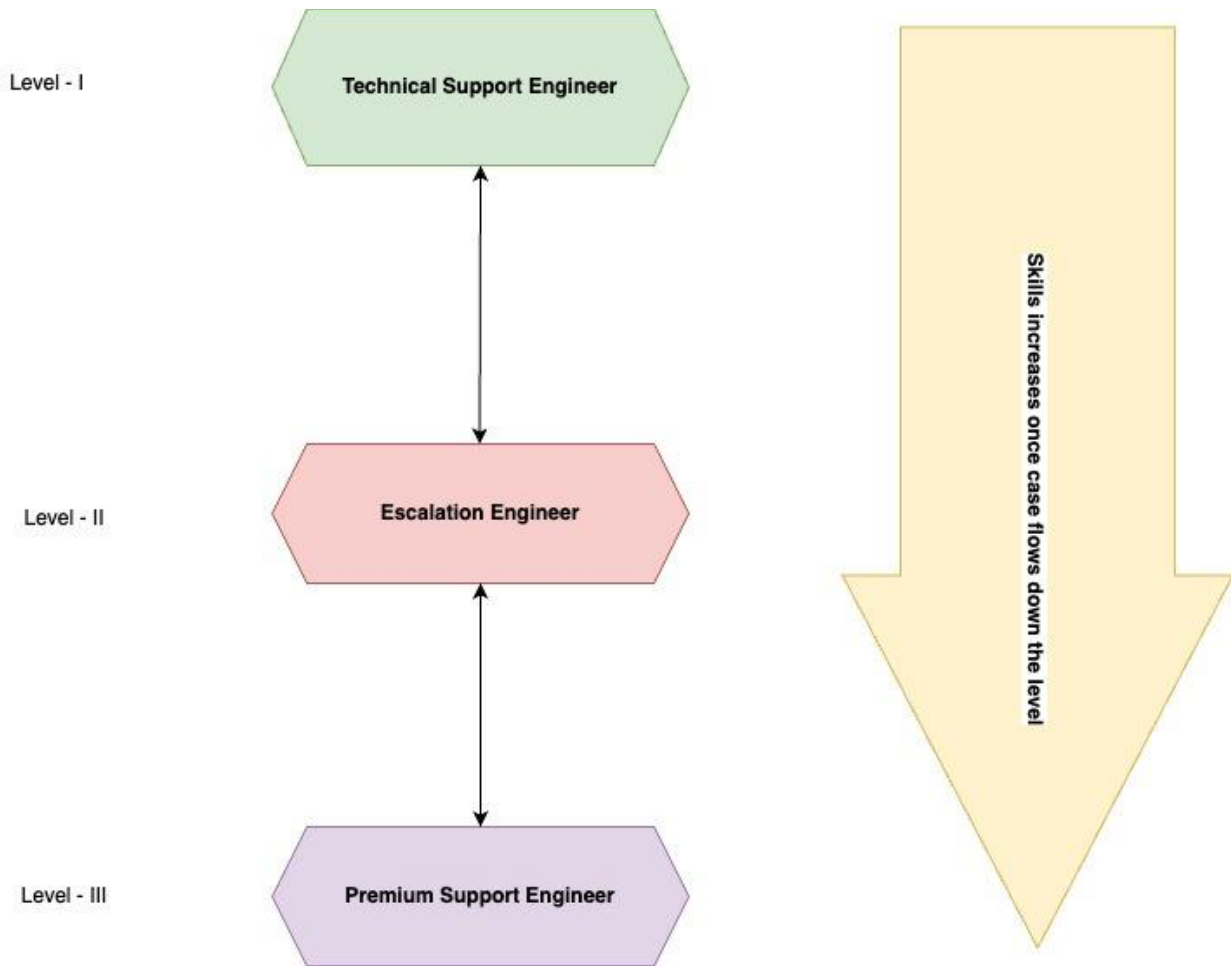 Level - I
Technical Support Engineer
Skills increases once case flows down the level
Level - II
Escalation Engineer
Level - III
Premium Support Engineer